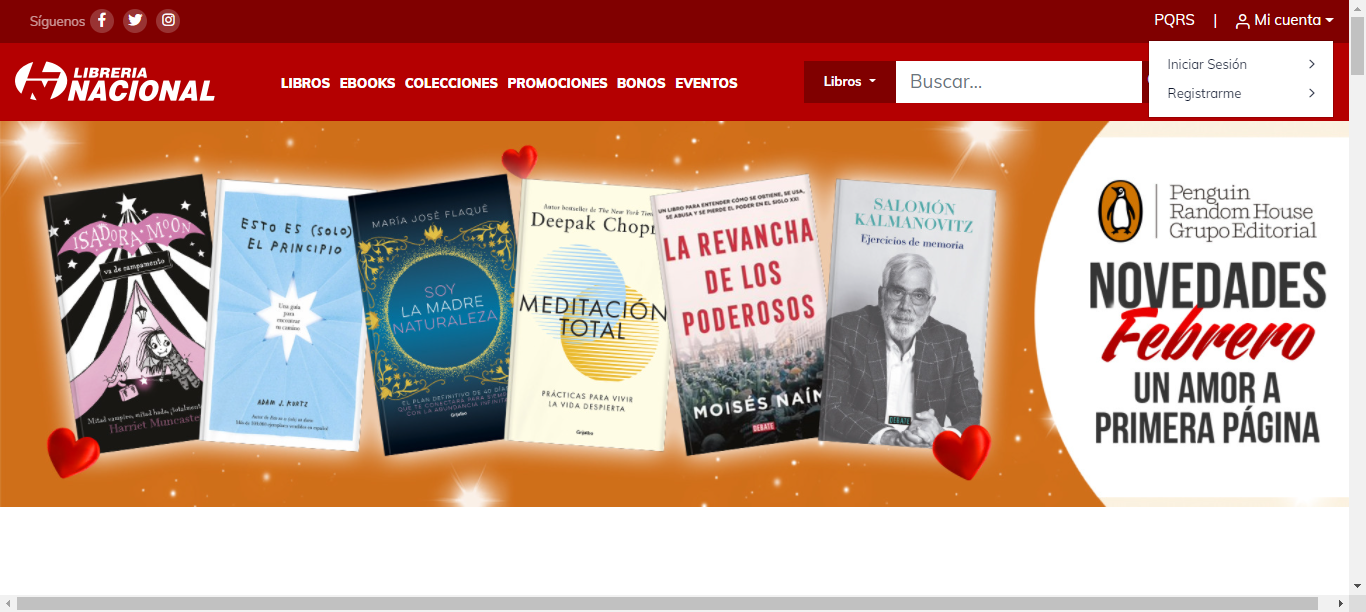 Síguenos
PQRS | Mi cuenta
Iniciar Sesión
Registrarme
LIBRERIA
NACIONAL
LIBROS EBOOKS COLECCIONES PROMOCIONES BONOS EVENTOS
Libros
Buscar...
ISADORA MOON
va de campamento
Mitad vampiro, mitad hada, ¡totalmente
Harriet Muncaster
ESTO ES (SOLO)
EL PRINCIPIO
Una guía
para
encontrar
tu camino
ADAM J. KURTZ
MARÍA JOSÉ FLAQUÉ
SOY
LA MADRE
NATURALEZA
EL PLAN DEFINITIVO DE 40 DÍAS
QUE TE CONECTARÁ PARA SIEMPRE
CON LA ABUNDANCIA INFINITA
Grijalbo
Autor bestseller de The New York Tim
Deepak Chopr
MEDITACIÓN
TOTAL
PRÁCTICAS PARA VIVIR
LA VIDA DESPIERTA
Grijalbo
UN LIBRO PARA ENTENDER CÓMO SE OBTIENE, SE USA,
SE ABUSA Y SE PIERDE EL PODER EN EL SIGLO XXI
LA REVANCHA
DE LOS
PODEROSOS
MOISÉS NAÍM
DEBATE
SALOMÓN
KALMANOVITZ
Ejercicios de memoria
DEBATE
Penguin
Random House
Grupo Editorial
NOVEDADES
Febrero
UN AMOR A
PRIMERA PÁGINA